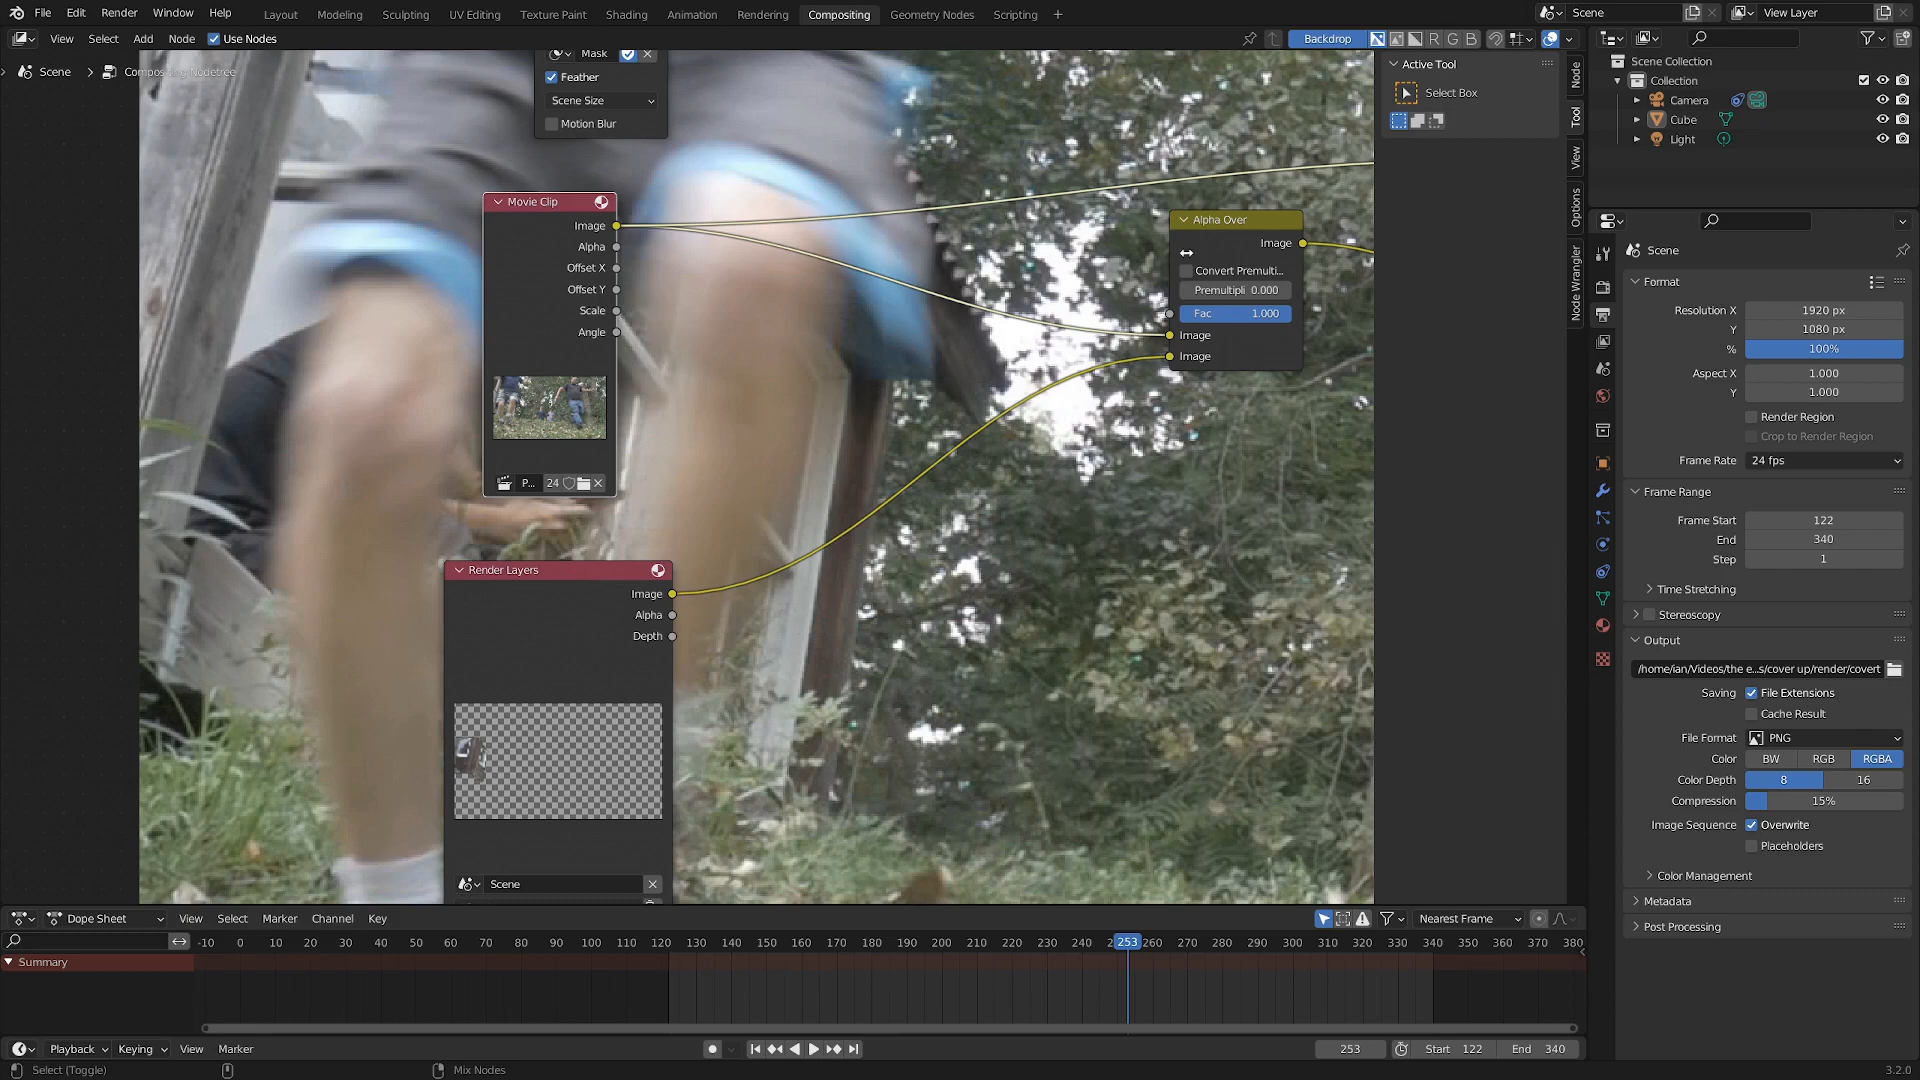 File Edit Render Window Help Layout Modeling Sculpting UV Editing Texture Paint Shading Animation Rendering Compositing Geometry Nodes Scripting + Scene View Layer
View Select Add Node Use Nodes Backdrop R G B
Scene > Compositing Nodetree
Mask
Feather
Scene Size
Motion Blur
Movie Clip
Image
Alpha
Offset X
Offset Y
Scale
Angle
P... 24
Render Layers
Image
Alpha
Depth
Scene
Alpha Over
Image
Convert Premulti...
Premultipli 0.000
Fac 1.000
Image
Image
Active Tool
Select Box
Node
Tool
View
Options
Node Wrangler
Scene Collection
Collection
Camera
Cube
Light
Scene
Format
Resolution X 1920 px
Y 1080 px
% 100%
Aspect X 1.000
Y 1.000
Render Region
Crop to Render Region
Frame Rate 24 fps
Frame Range
Frame Start 122
End 340
Step 1
Time Stretching
Stereoscopy
Output
/home/ian/Videos/the e...s/cover up/render/covert
Saving File Extensions
Cache Result
File Format PNG
Color BW RGB RGBA
Color Depth 8 16
Compression 15%
Image Sequence Overwrite
Placeholders
Color Management
Metadata
Post Processing
Dope Sheet View Select Marker Channel Key Nearest Frame
-10 0 10 20 30 40 50 60 70 80 90 100 110 120 130 140 150 160 170 180 190 200 210 220 230 240 253 260 270 280 290 300 310 320 330 340 350 360 370 380
Summary
Playback Keying View Marker 253 Start 122 End 340
Select (Toggle) Mix Nodes 3.2.0